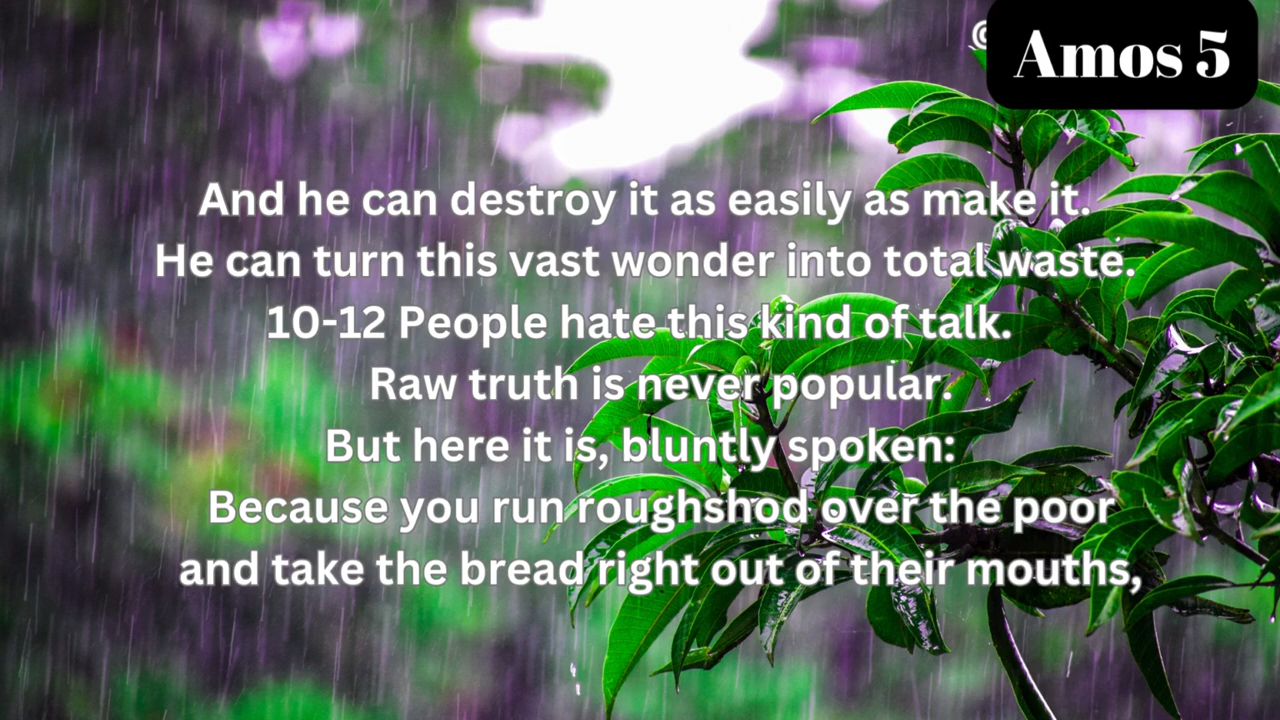 Amos 5
And he can destroy it as easily as make it.
He can turn this vast wonder into total waste.
10-12 People hate this kind of talk.
Raw truth is never popular.
But here it is, bluntly spoken:
Because you run roughshod over the poor
and take the bread right out of their mouths,